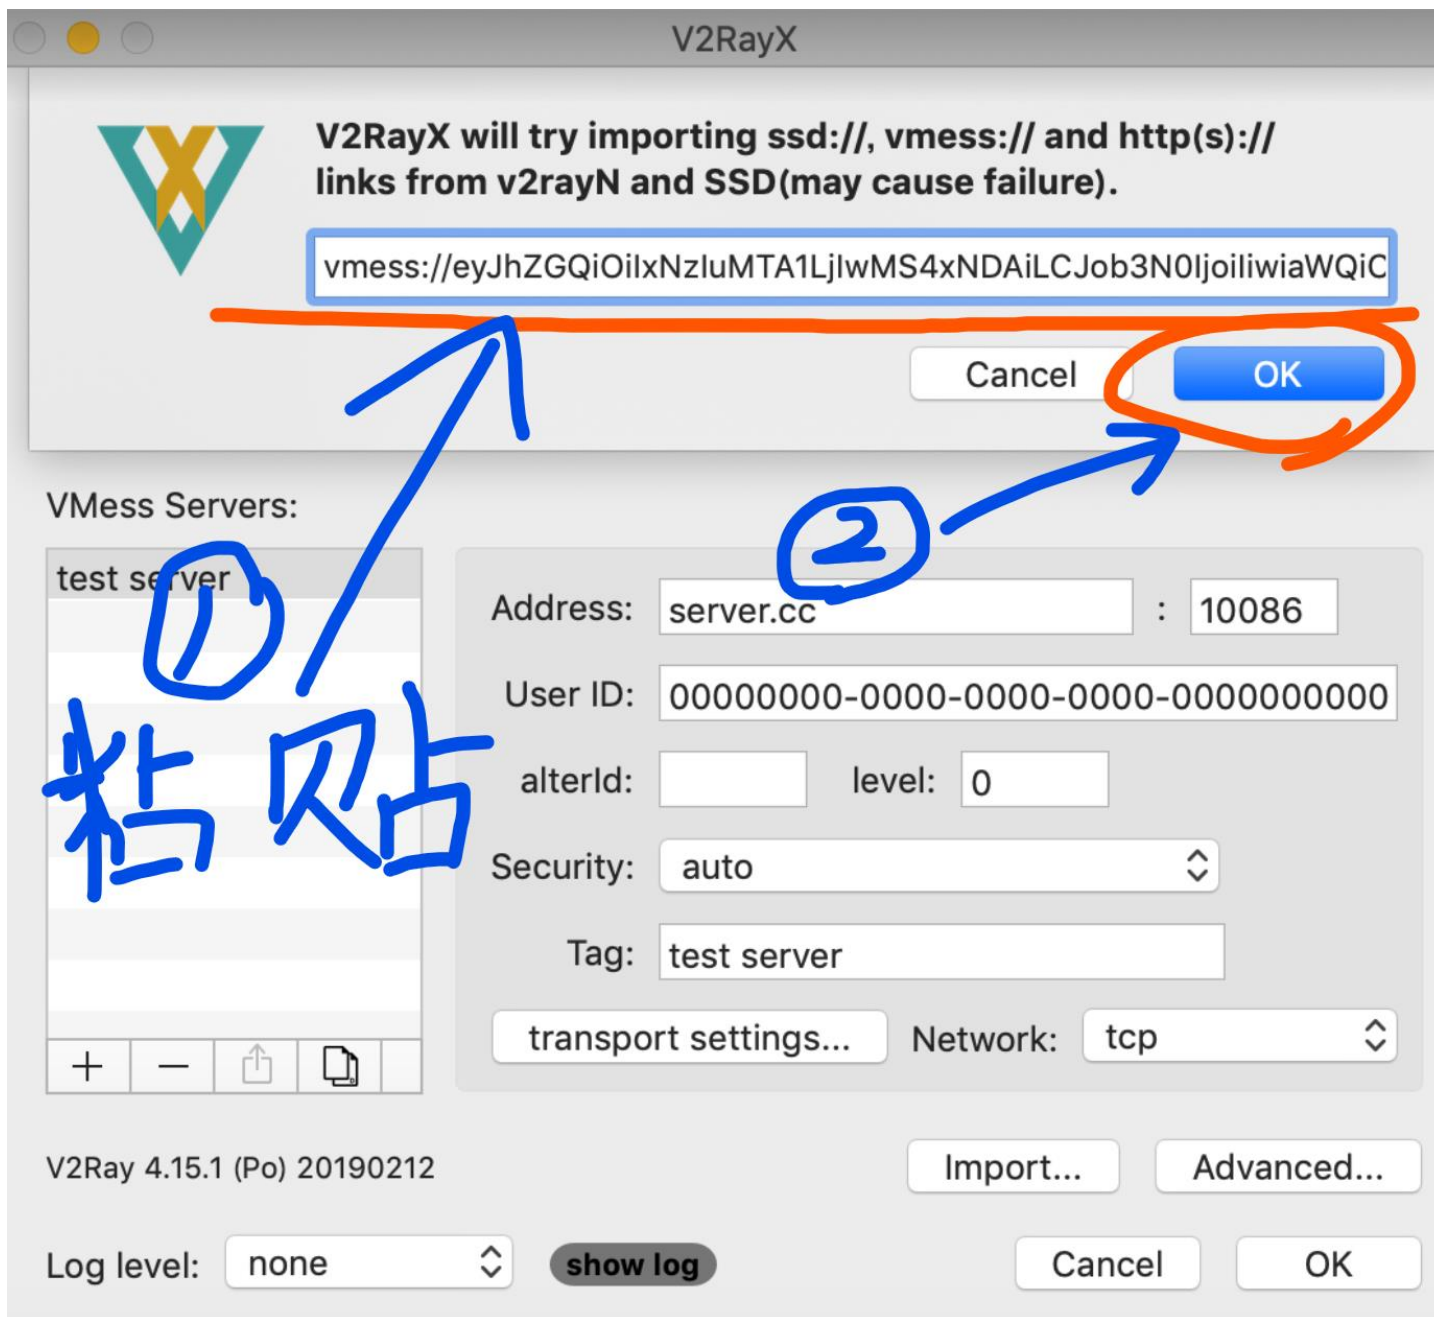 V2RayX
V2RayX will try importing ssd://, vmess:// and http(s)://
links from v2rayN and SSD(may cause failure).
vmess://eyJhZGQiOiIxNzIuMTA1LjIwMS4xNDAiLCJob3N0IjoiIiwiaWQiO
Cancel
OK
VMess Servers:
test server
①
粘贴
②
Address: server.cc : 10086
User ID: 00000000-0000-0000-0000-0000000000
alterId:
level: 0
Security: auto
Tag: test server
transport settings...
Network: tcp
V2Ray 4.15.1 (Po) 20190212
Import...
Advanced...
Log level: none
show log
Cancel
OK